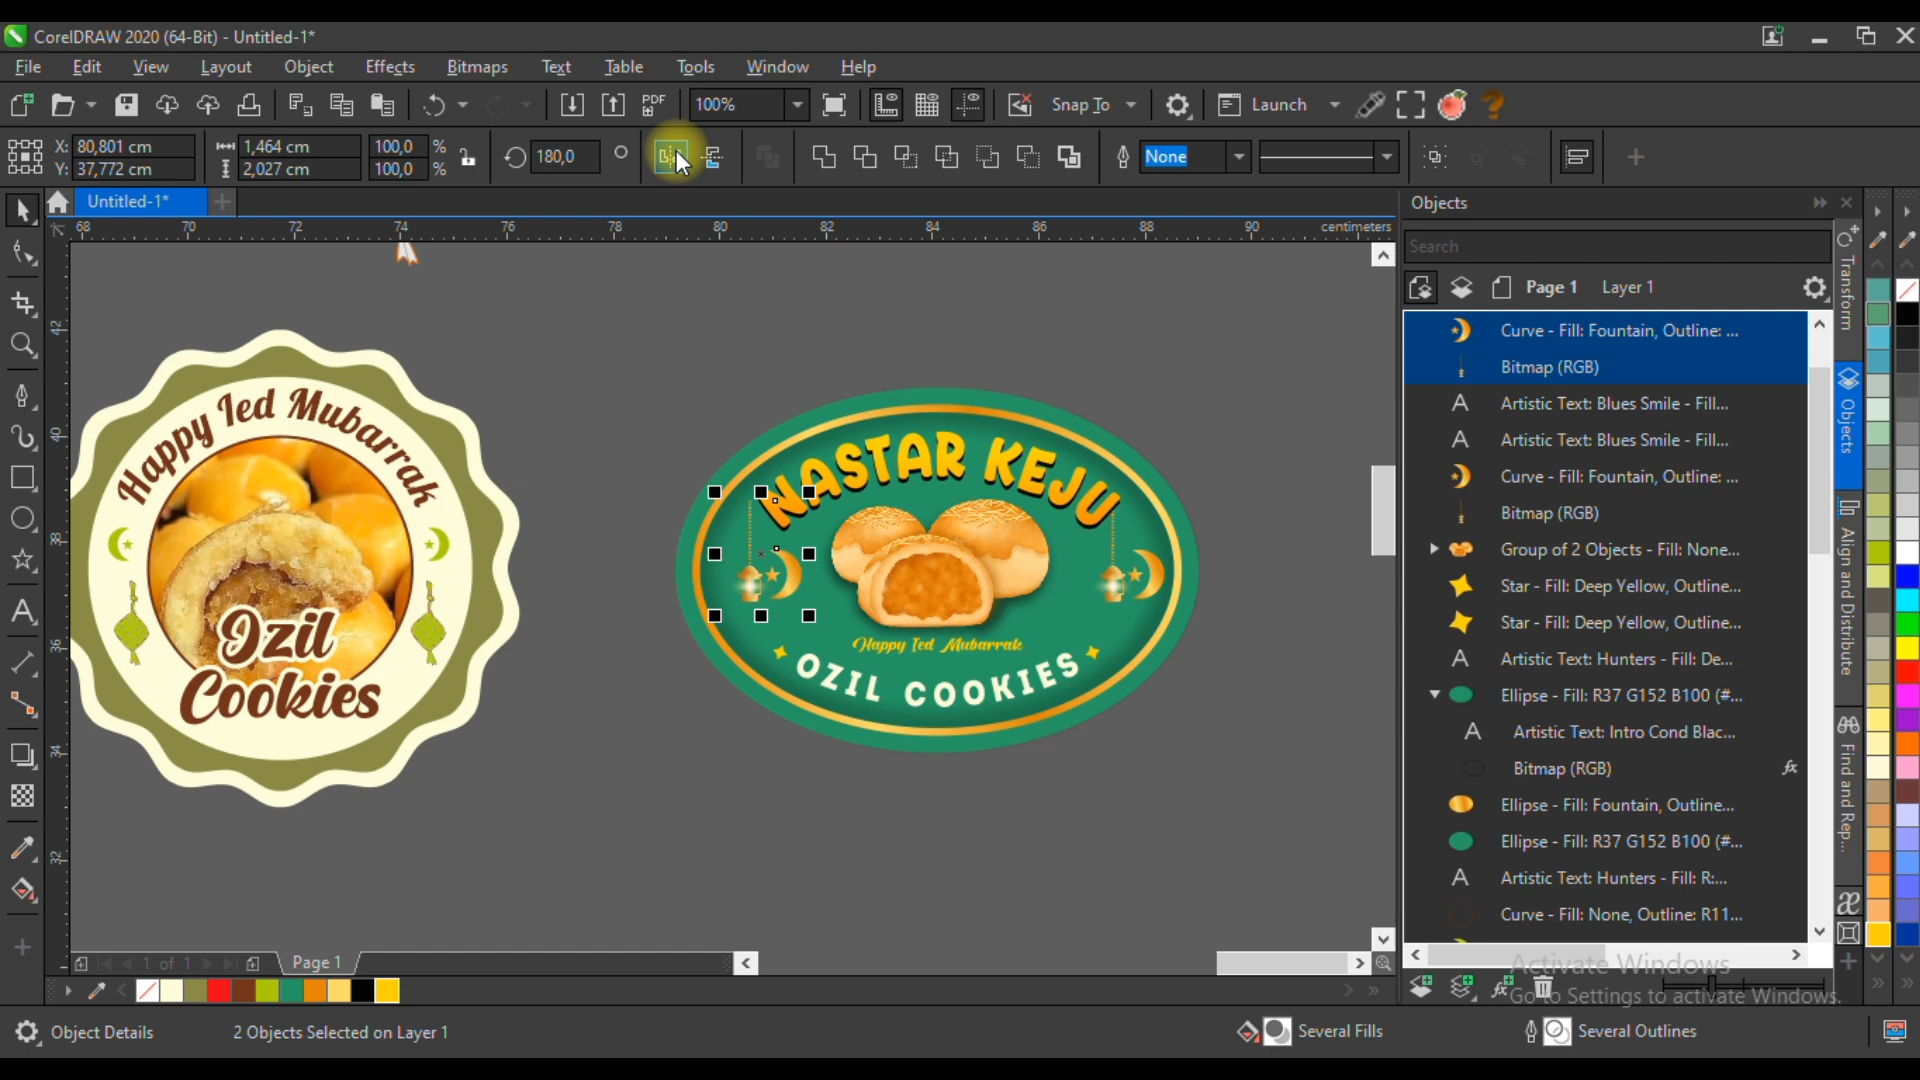 CorelDRAW 2020 (64-Bit) - Untitled-1*
File Edit View Layout Object Effects Bitmaps Text Table Tools Window Help
PDF 100% Snap To Launch
X: 80,801 cm 1,464 cm 100,0 % 180,0 None
Y: 37,772 cm 2,027 cm 100,0 %
Untitled-1*
68 70 72 74 76 78 80 82 84 86 88 90 centimeters
42
40
38
36
34
32
Happy Ied Mubarrak
Ozil
Cookies
NASTAR KEJU
Happy Ied Mubarrak
OZIL COOKIES
Objects
Search
Page 1 Layer 1
Curve - Fill: Fountain, Outline: ...
Bitmap (RGB)
Artistic Text: Blues Smile - Fill...
Artistic Text: Blues Smile - Fill...
Curve - Fill: Fountain, Outline: ...
Bitmap (RGB)
Group of 2 Objects - Fill: None...
Star - Fill: Deep Yellow, Outline...
Star - Fill: Deep Yellow, Outline...
Artistic Text: Hunters - Fill: De...
Ellipse - Fill: R37 G152 B100 (#...
Artistic Text: Intro Cond Blac...
Bitmap (RGB) fx
Ellipse - Fill: Fountain, Outline...
Ellipse - Fill: R37 G152 B100 (#...
Artistic Text: Hunters - Fill: R:...
Curve - Fill: None, Outline: R11...
Transform
Objects
Align and Distribute
Find and Rep...
1 of 1 Page 1
Activate Windows
Go to Settings to activate Windows.
Object Details 2 Objects Selected on Layer 1 Several Fills Several Outlines